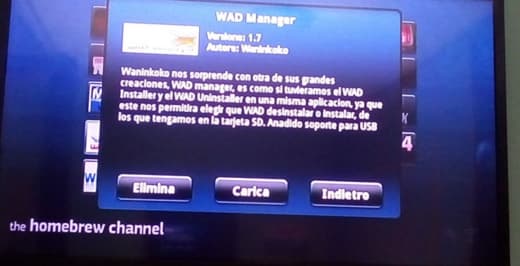 WAD Manager
Versione: 1.7
Autore: Waninkoko
Waninkoko nos sorprende con otra de sus grandes
creaciones, WAD manager, es como si tuvieramos el WAD
Installer y el WAD Uninstaller en una misma aplicacion, ya que
este nos permitira elegir que WAD desinstalar o instalar, de
los que tengamos en la tarjeta SD. Anadido soporte para USB
4
W
Elimina
Carica
Indietro
the homebrew channel